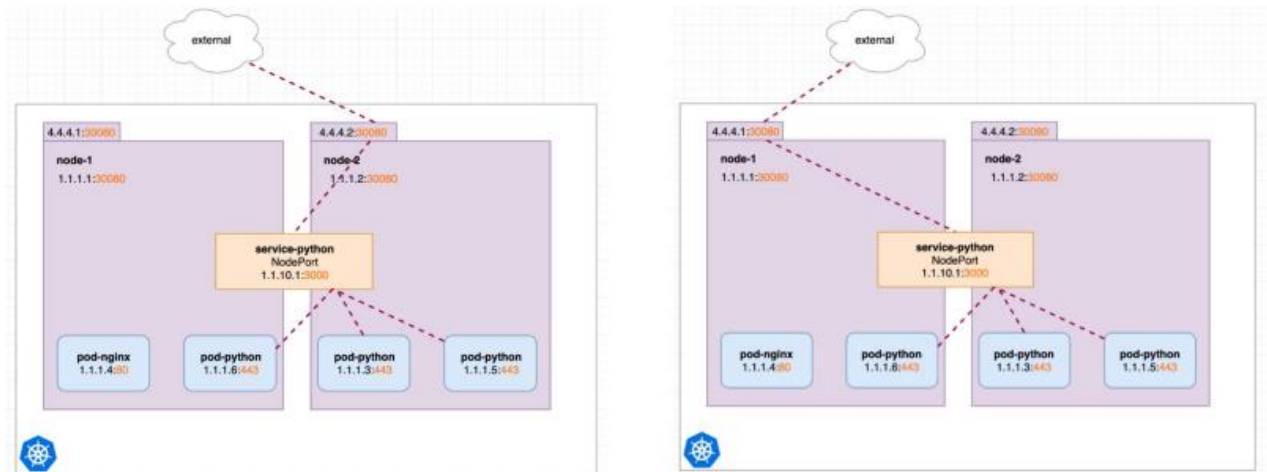 external
4.4.4.1:30080
4.4.4.2:30080
node-1
1.1.1.1:30080
node-2
1.1.1.2:30080
service-python
NodePort
1.1.10.1:3000
pod-nginx
1.1.1.4:80
pod-python
1.1.1.6:443
pod-python
1.1.1.3:443
pod-python
1.1.1.5:443
external
4.4.4.1:30080
4.4.4.2:30080
node-1
1.1.1.1:30080
node-2
1.1.1.2:30080
service-python
NodePort
1.1.10.1:3000
pod-nginx
1.1.1.4:80
pod-python
1.1.1.6:443
pod-python
1.1.1.3:443
pod-python
1.1.1.5:443